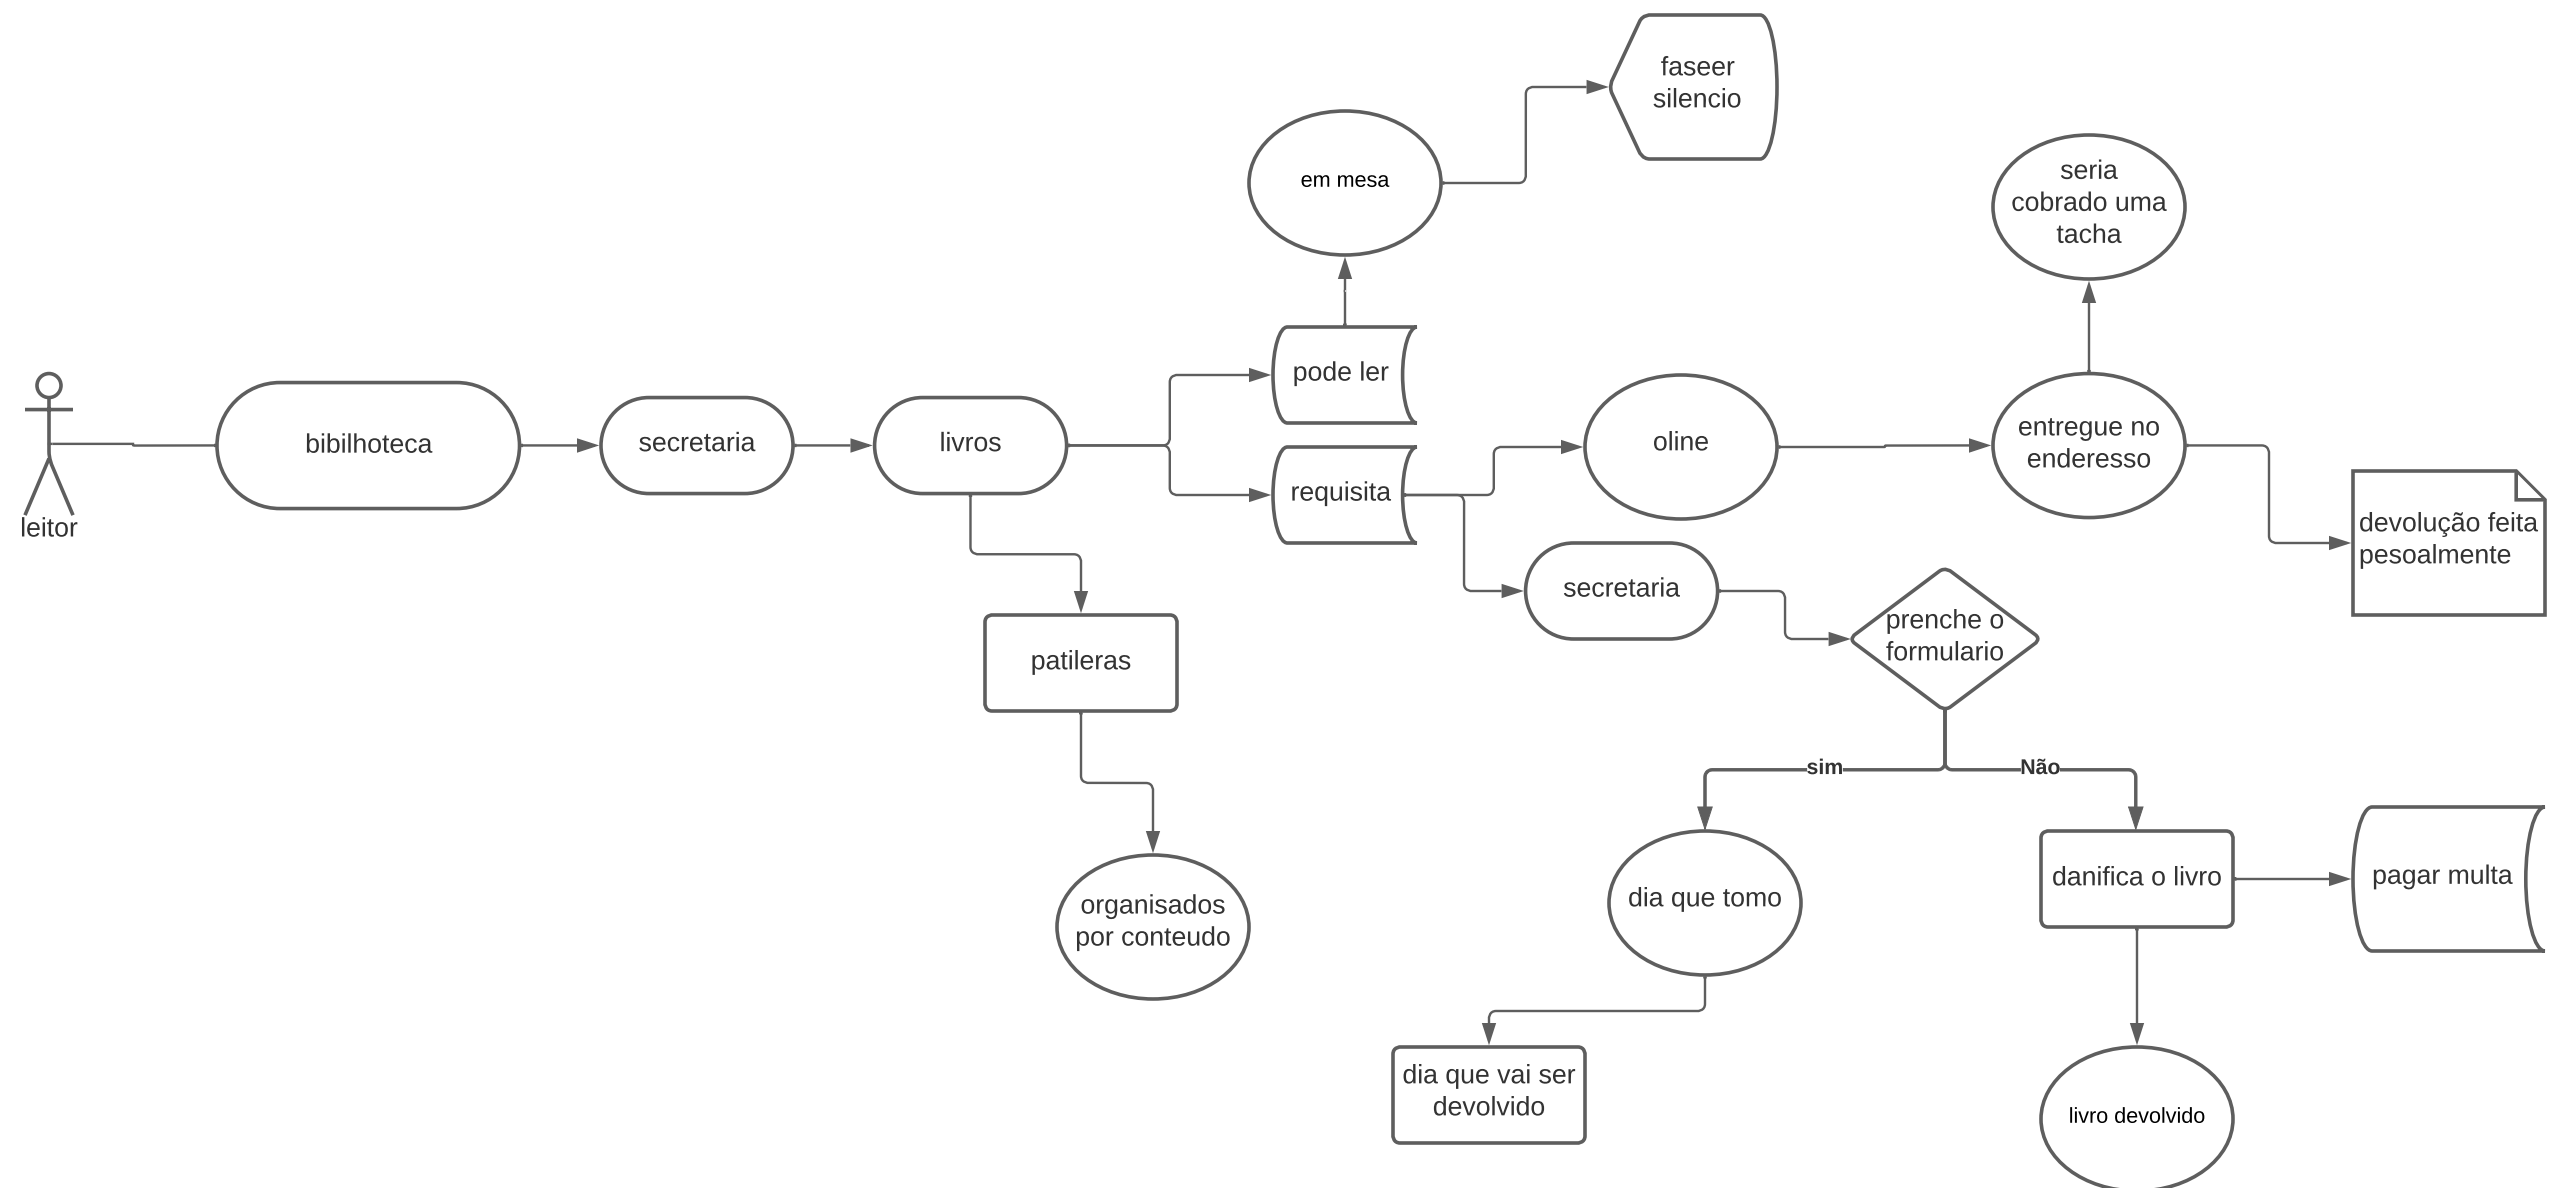 faseer
silencio
em mesa
seria
cobrado uma
tacha
leitor
bibilhoteca
secretaria
livros
pode ler
requisita
oline
entregue no
enderesso
devolução feita
pesoalmente
secretaria
prenche o
formulario
patileras
organisados
por conteudo
sim
Não
dia que tomo
danifica o livro
pagar multa
dia que vai ser
devolvido
livro devolvido